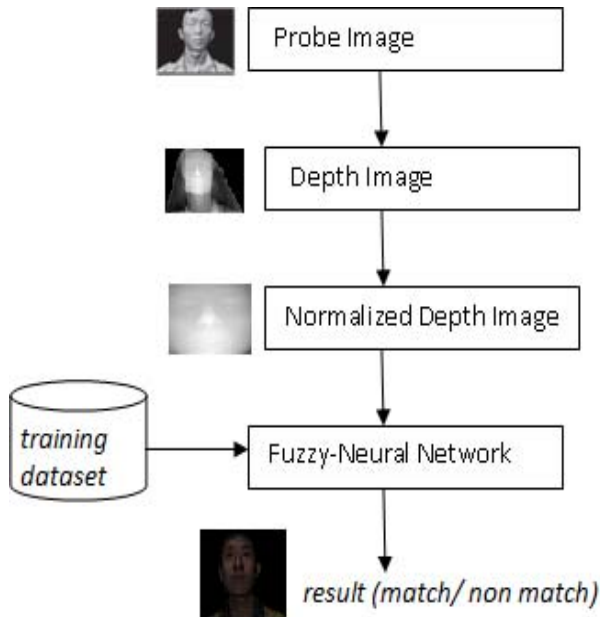 Probe Image
Depth Image
Normalized Depth Image
training
dataset
Fuzzy-Neural Network
result (match/ non match)